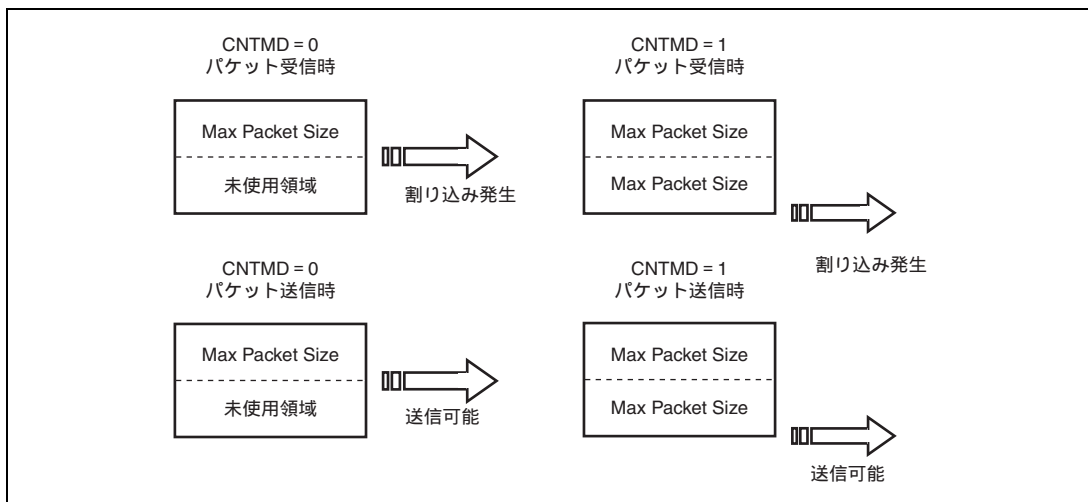 CNTMD = 0
パケット受信時
Max Packet Size
未使用領域
割り込み発生
CNTMD = 1
パケット受信時
Max Packet Size
Max Packet Size
割り込み発生
CNTMD = 0
パケット送信時
Max Packet Size
未使用領域
送信可能
CNTMD = 1
パケット送信時
Max Packet Size
Max Packet Size
送信可能